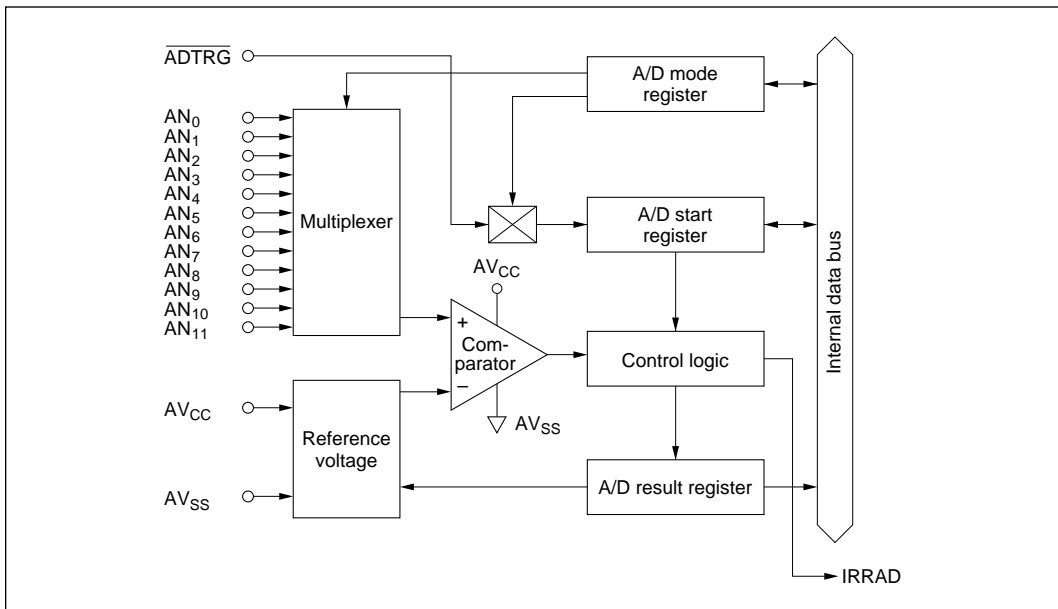 ADTRG
AN0
AN1
AN2
AN3
AN4
AN5
AN6
AN7
AN8
AN9
AN10
AN11
AVCC
AVSS
Multiplexer
Reference
voltage
AVCC
+
Com-
parator
−
AVSS
A/D mode
register
A/D start
register
Control logic
A/D result register
Internal data bus
IRRAD